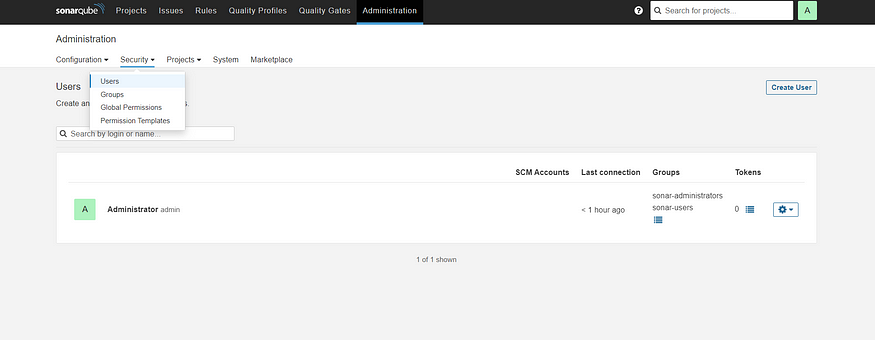 sonarqube Projects Issues Rules Quality Profiles Quality Gates Administration Search for projects... A
Administration
Configuration Security Projects System Marketplace
Users
Groups
Global Permissions
Permission Templates
Users Create User
Create an s.
Search by login or name...
SCM Accounts Last connection Groups Tokens
A Administrator admin < 1 hour ago sonar-administrators
sonar-users 0
1 of 1 shown